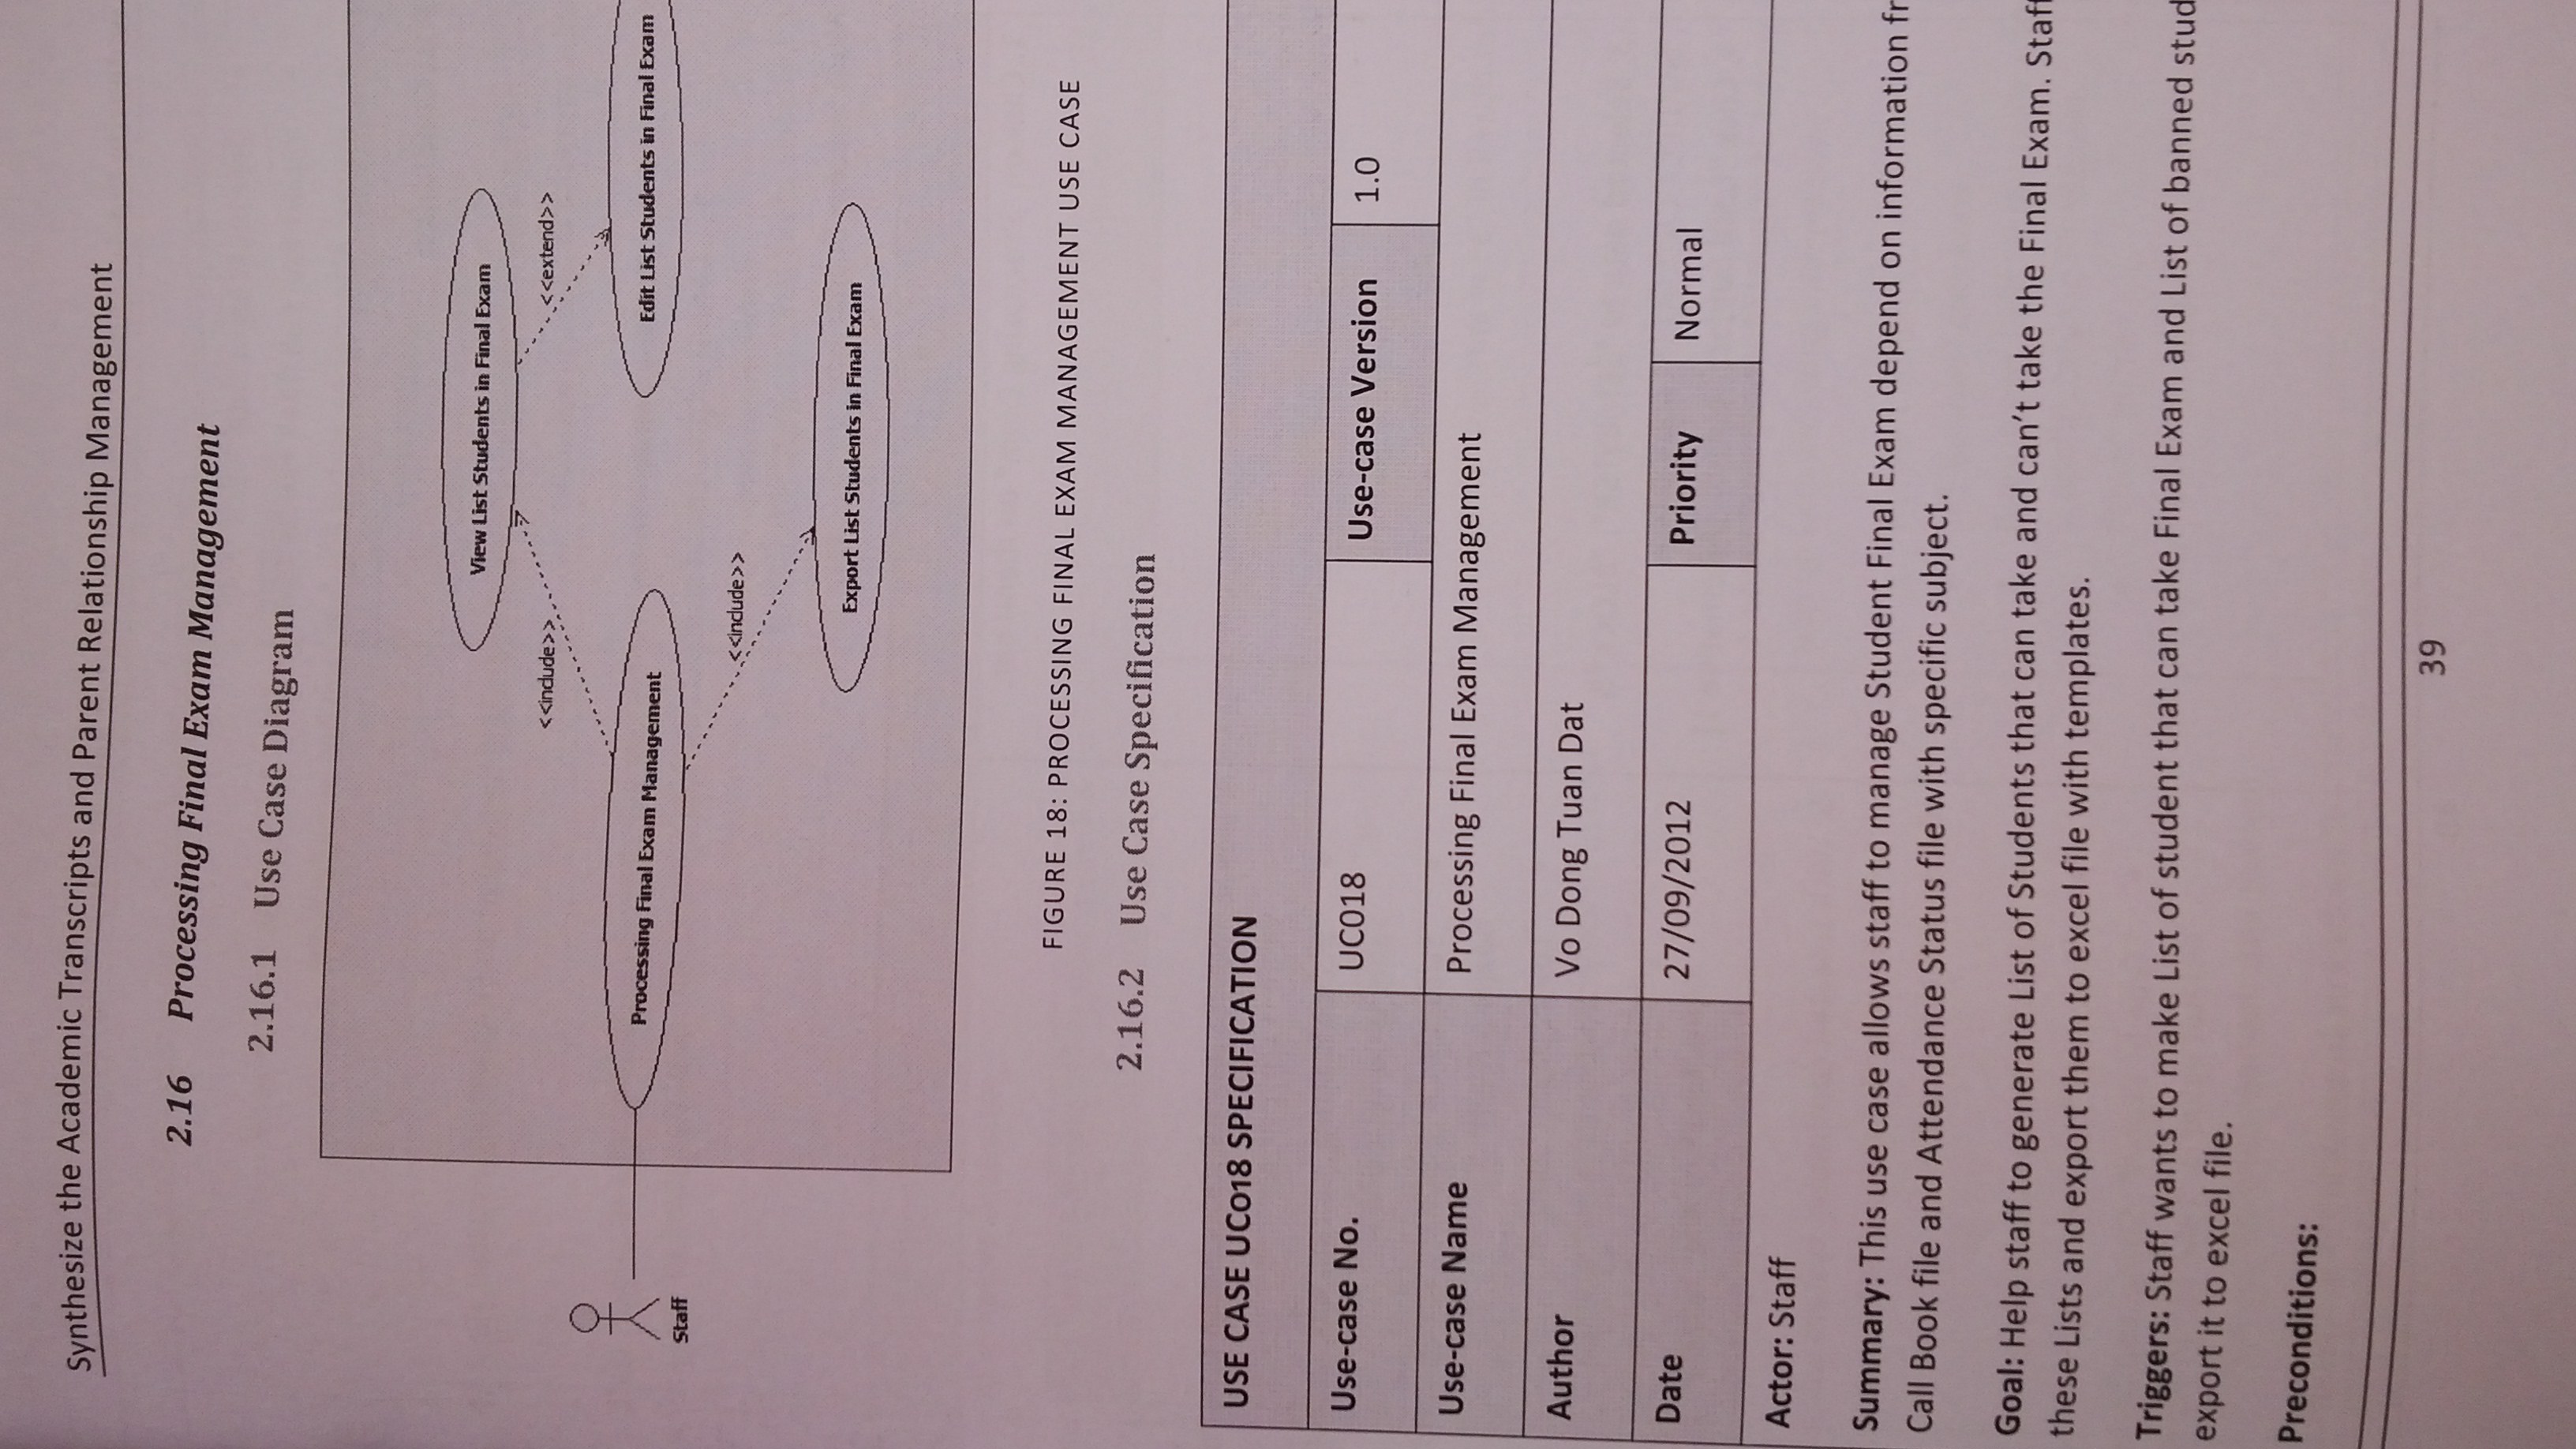 Synthesize the Academic Transcripts and Parent Relationship Management
2.16 Processing Final Exam Management
2.16.1 Use Case Diagram
View List Students in Final Exam
<<include>>
<<extend>>
Staff
Processing Final Exam Management
Edit List Students in Final Exam
<<include>>
Export List Students in Final Exam
FIGURE 18: PROCESSING FINAL EXAM MANAGEMENT USE CASE
2.16.2 Use Case Specification
USE CASE UC018 SPECIFICATION
Use-case No. UC018 Use-case Version 1.0
Use-case Name Processing Final Exam Management
Author Vo Dong Tuan Dat
Date 27/09/2012 Priority Normal
Actor: Staff
Summary: This use case allows staff to manage Student Final Exam depend on information
Call Book file and Attendance Status file with specific subject.
Goal: Help staff to generate List of Students that can take and can't take the Final Exam. Staff
these Lists and export them to excel file with templates.
Triggers: Staff wants to make List of student that can take Final Exam and List of banned
export it to excel file.
Preconditions:
39